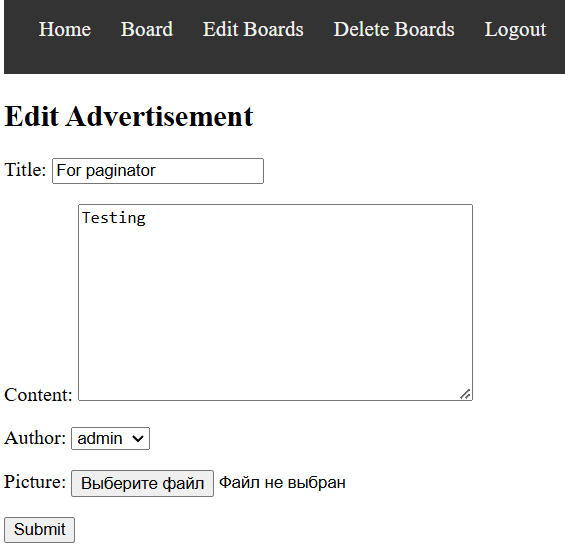 Home Board Edit Boards Delete Boards Logout
Edit Advertisement
Title: For paginator
Testing
Content:
Author: admin
Picture: Выберите файл Файл не выбран
Submit